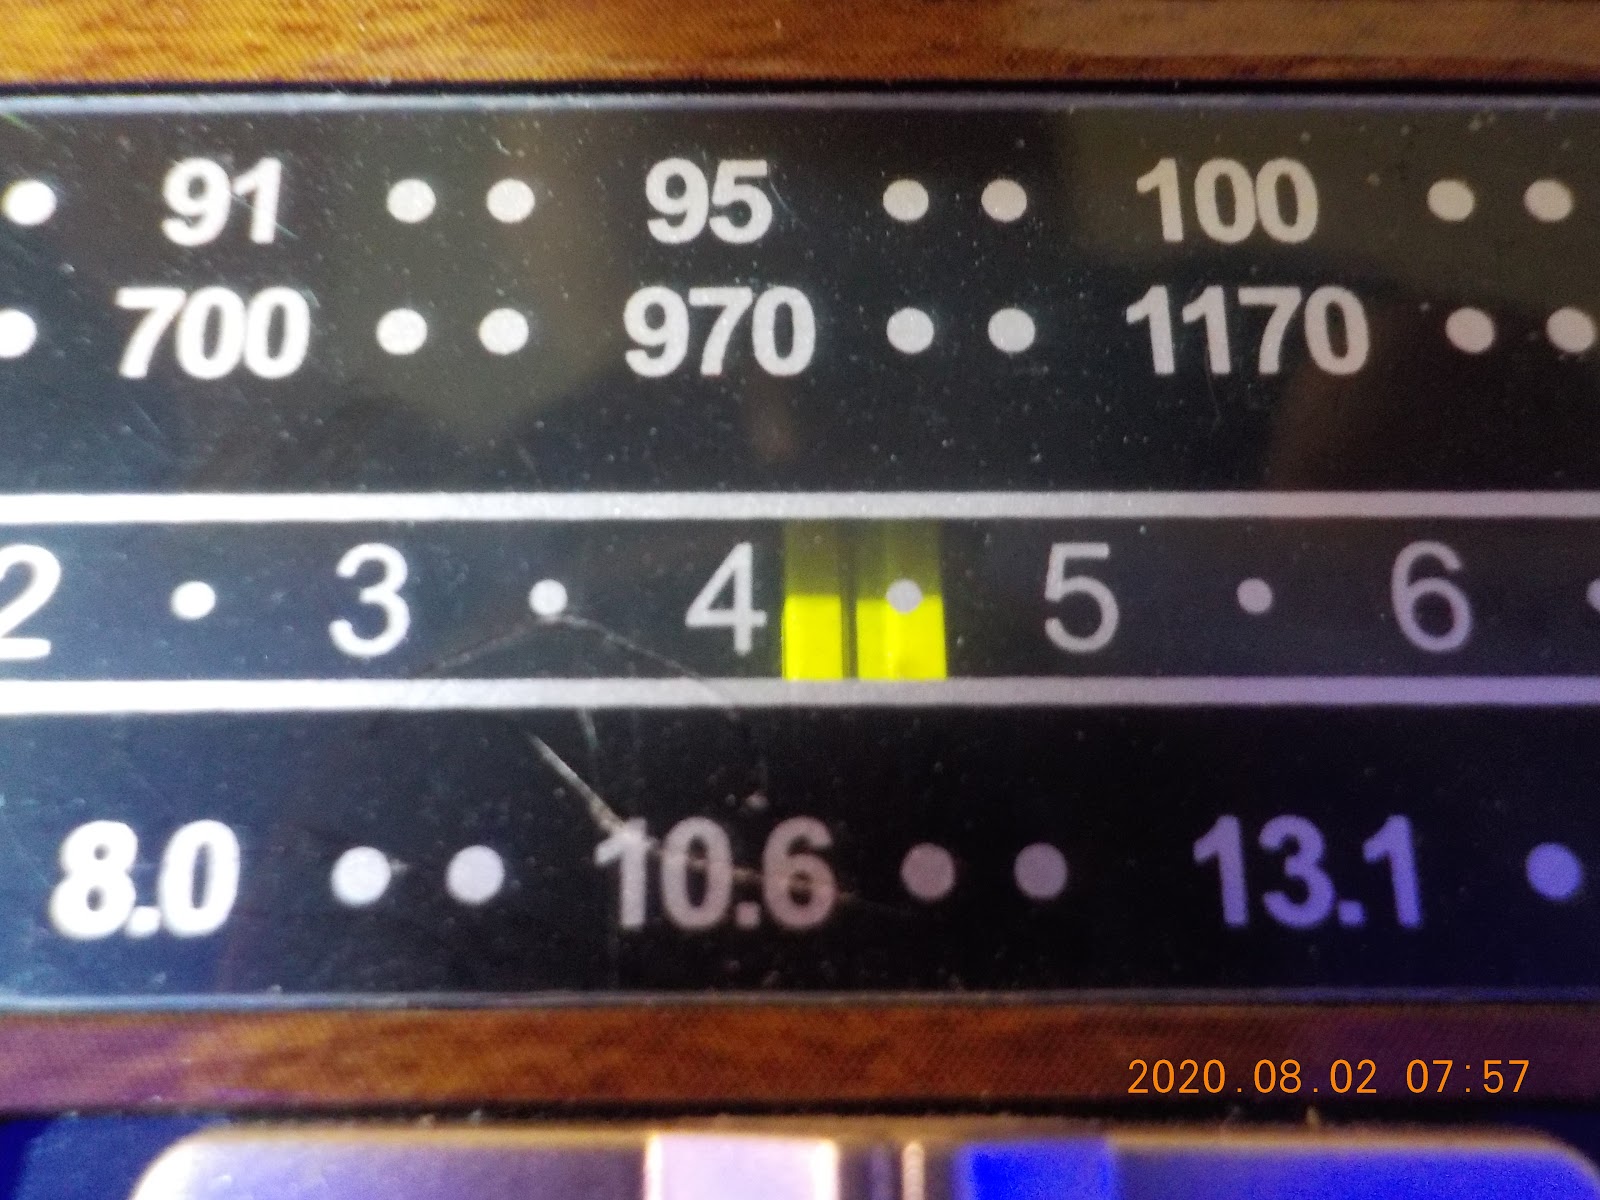 91 •• 95 •• 100 ••
700 •• 970 •• 1170 ••
2 • 3 • 4 • 5 • 6
8.0 •• 10.6 •• 13.1 •
2020.08.02 07:57